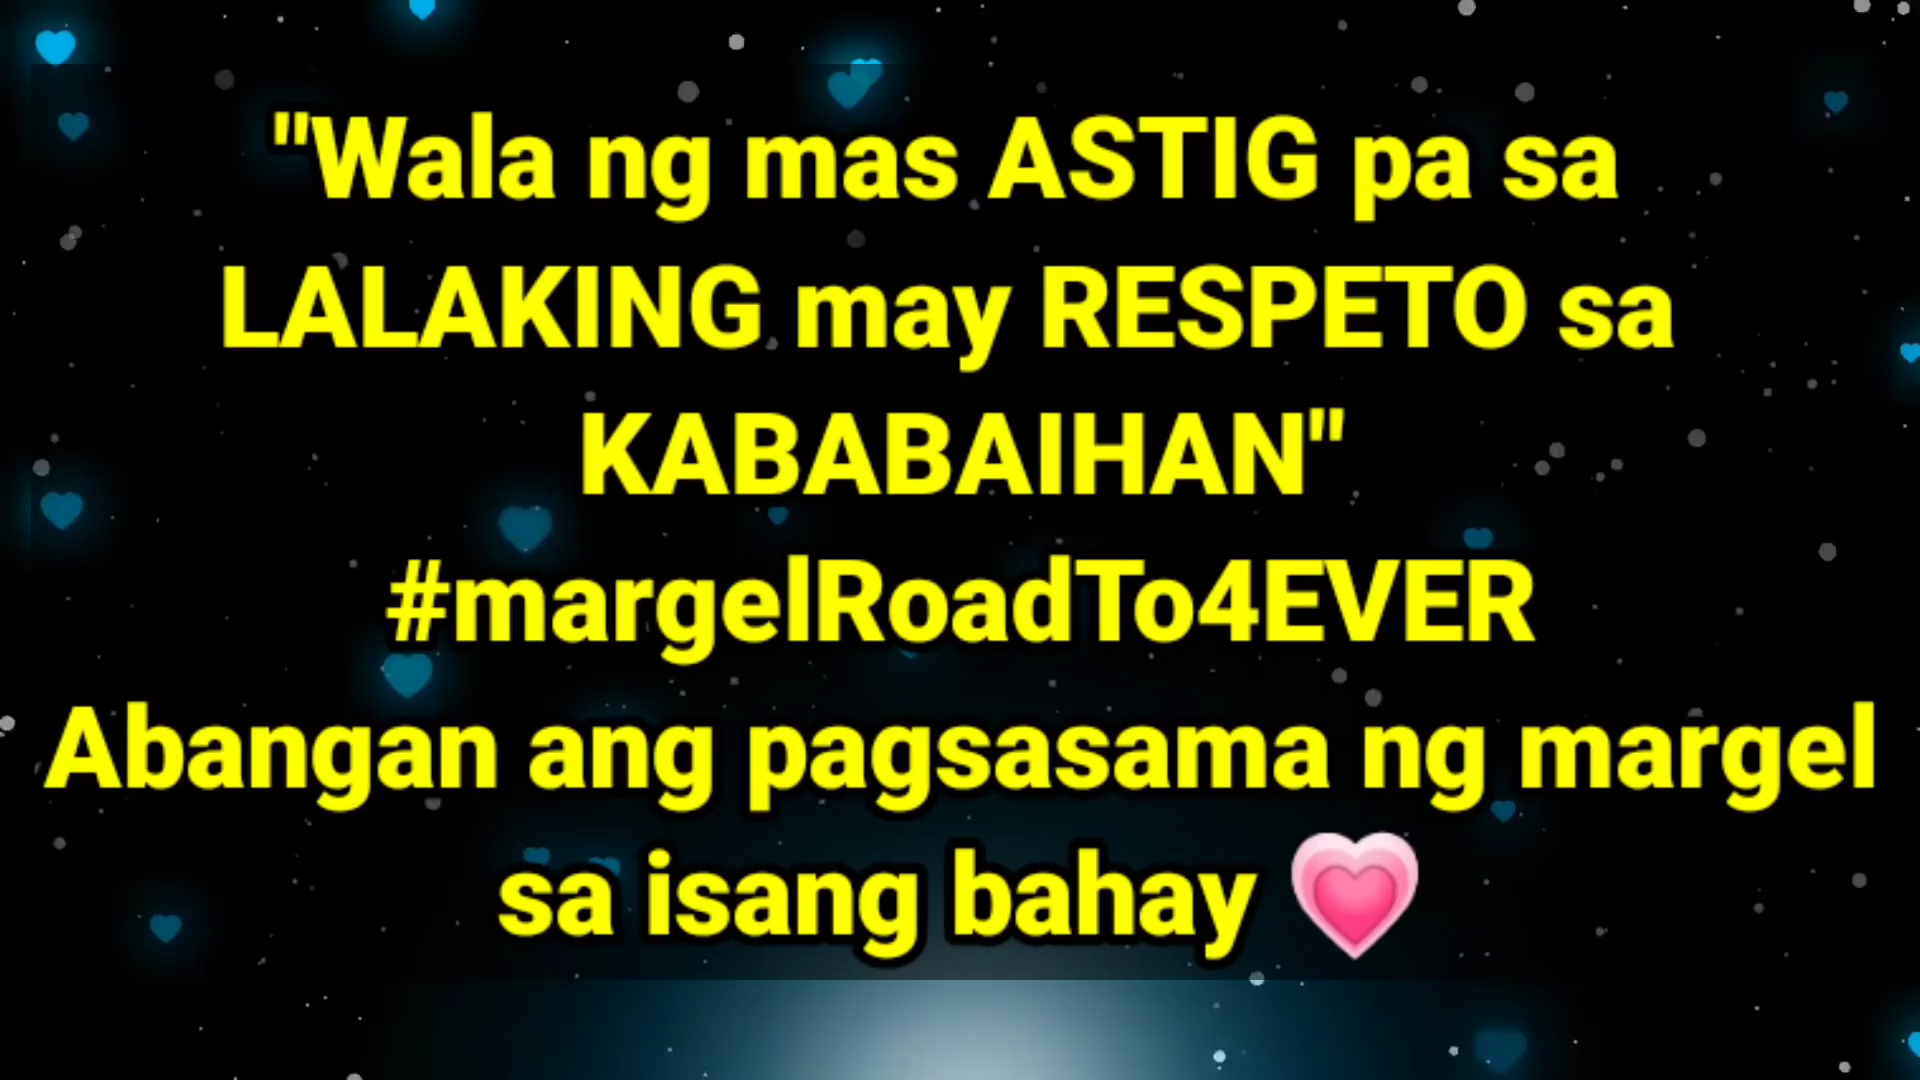 "Wala ng mas ASTIG pa sa
LALAKING may RESPETO sa
KABABAIHAN"
#margelRoadTo4EVER
Abangan ang pagsasama ng margel
sa isang bahay 💗